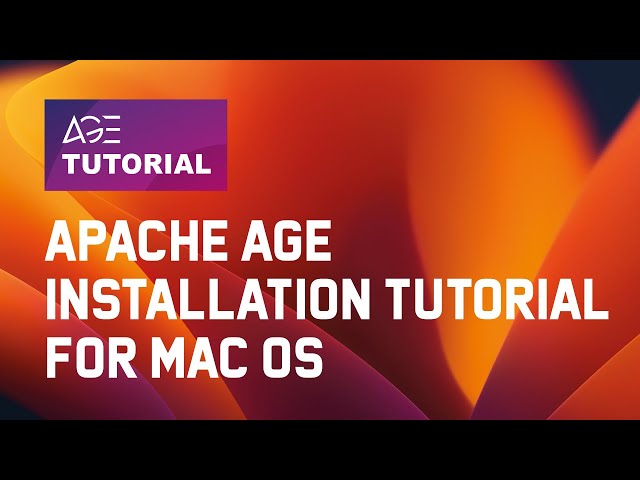 AGE
TUTORIAL
APACHE AGE
INSTALLATION TUTORIAL
FOR MAC OS